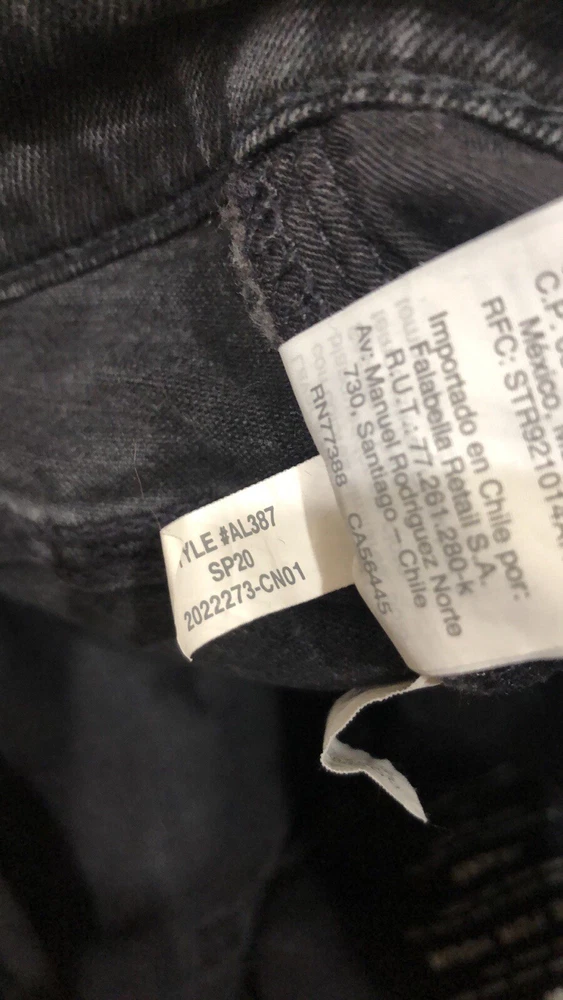 YLE #AL387
SP20
2022273-CN01
C.P.:
México,
RFC: STR921014A
Importado en Chile por:
Falabella Retail S.A.
R.U.T.: 77.261.280-k
Av. Manuel Rodriguez Norte
730, Santiago – Chile
RN77388 CA56445